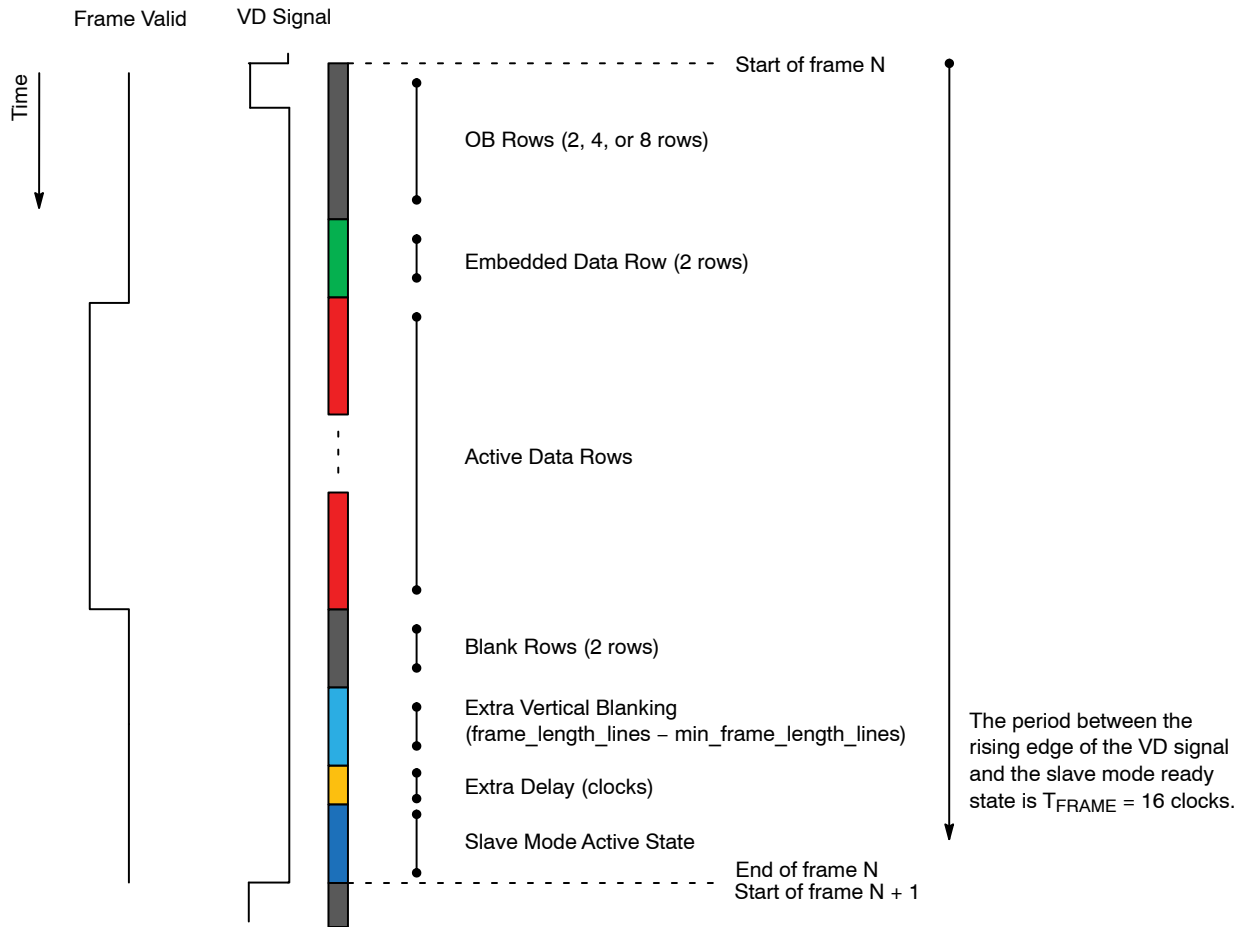 Frame Valid
VD Signal
Time
Start of frame N
OB Rows (2, 4, or 8 rows)
Embedded Data Row (2 rows)
Active Data Rows
Blank Rows (2 rows)
Extra Vertical Blanking
(frame_length_lines − min_frame_length_lines)
Extra Delay (clocks)
Slave Mode Active State
The period between the
rising edge of the VD signal
and the slave mode ready
state is TFRAME = 16 clocks.
End of frame N
Start of frame N + 1